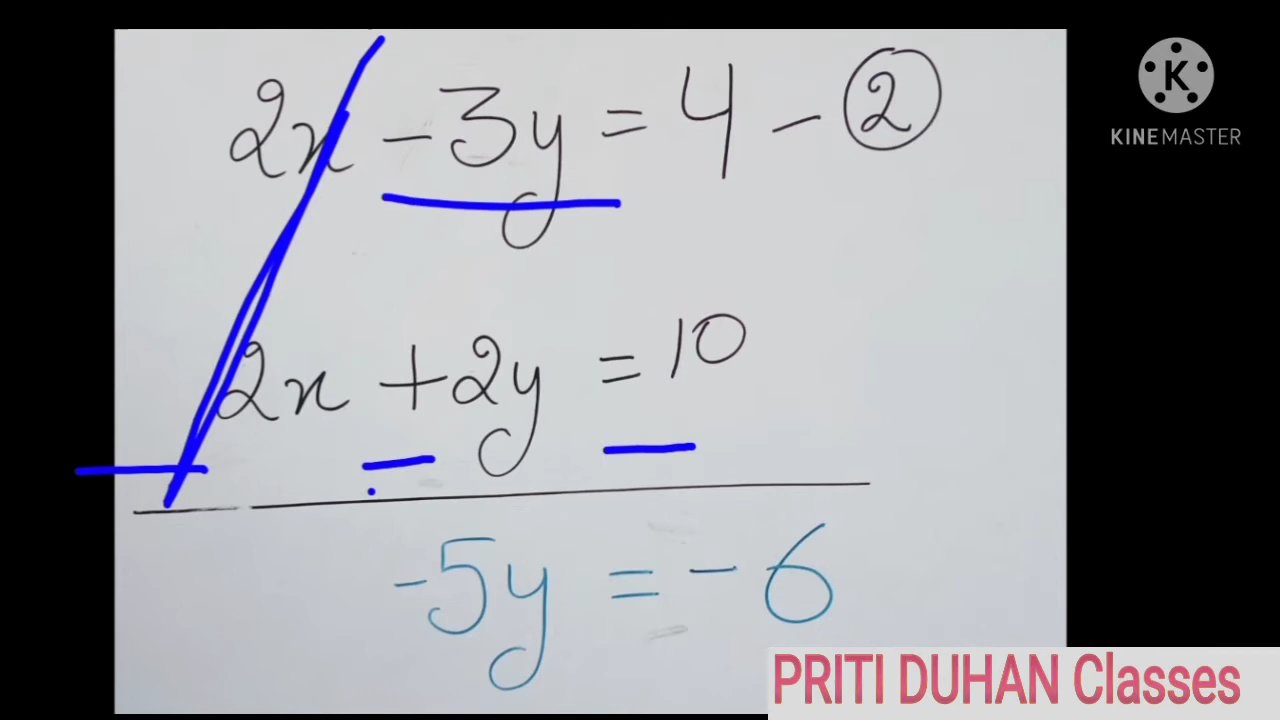 2x - 3y = 4 - ②
KINEMASTER
2x + 2y = 10
-5y = -6
PRITI DUHAN Classes